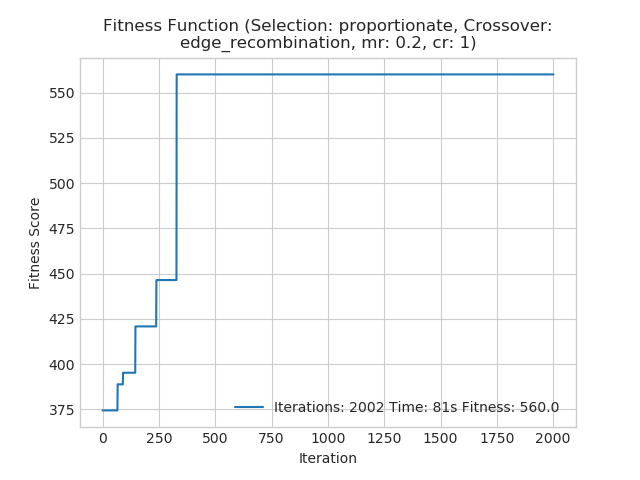 Fitness Function (Selection: proportionate, Crossover:
edge_recombination, mr: 0.2, cr: 1)
Fitness Score
550
525
500
475
450
425
400
375
Iterations: 2002 Time: 81s Fitness: 560.0
0 250 500 750 1000 1250 1500 1750 2000
Iteration